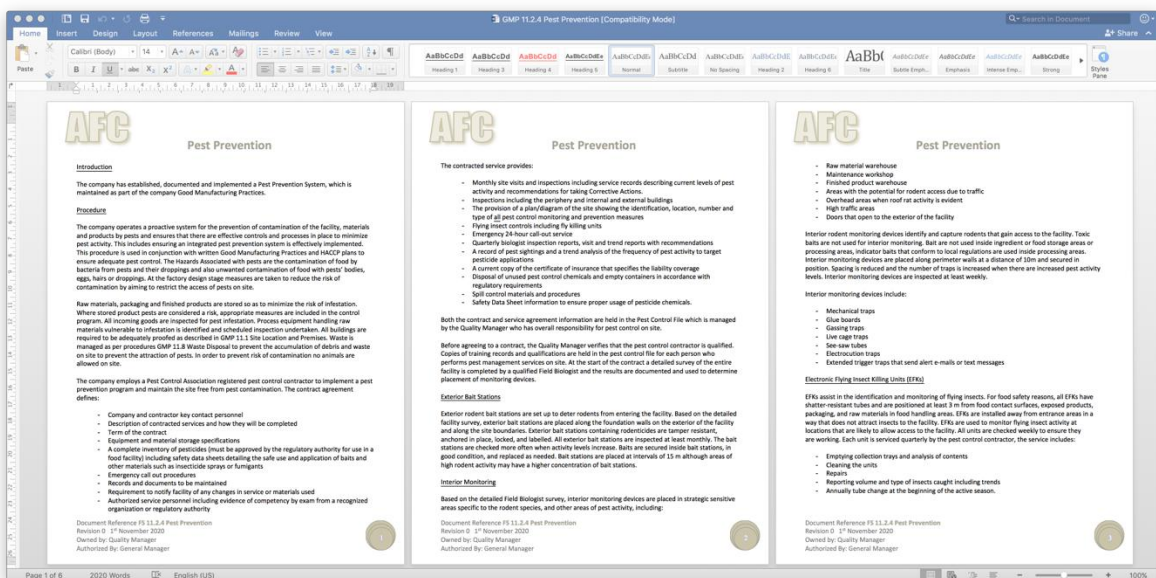 GMP 11.2.4 Pest Prevention [Compatibility Mode]
Search in Document
Home Insert Design Layout References Mailings Review View
Share
Paste
Calibri (Body) 14
AaBbCcDd AaBbCcDd AaBbCcDd AaBbCcDdEe AaBbCcDdEe AaBbCcDd AaBbCcDdEe AaBbCcDdE AaBbCcDdEe AaBb( AaBbCcDdEe AaBbCcDdEe AaBbCcDdEe AaBbCcDdEe
Heading 1 Heading 3 Heading 4 Heading 5 Normal Subtitle No Spacing Heading 2 Heading 6 Title Subtle Emph... Emphasis Intense Emp... Strong
Styles
Pane
AFC
Pest Prevention
Introduction
The company has established, documented and implemented a Pest Prevention System, which is
maintained as part of the company Good Manufacturing Practices.
Procedure
The company operates a proactive system for the prevention of contamination of the facility, materials
and products by pests and ensures that there are effective controls and processes in place to minimize
pest activity. This includes ensuring an integrated pest prevention system is effectively implemented.
This procedure is used in conjunction with written Good Manufacturing Practices and HACCP plans to
ensure adequate pest control. The Hazards associated with Pests are the contamination of food by
bacteria from pests and their droppings and also unwanted contamination of food with pests' bodies,
eggs, hairs or droppings. At the factory design stage measures are taken to reduce the risk of
contamination by aiming to restrict the access of pests on site.
Raw materials, packaging and finished products are stored so as to minimize the risk of infestation.
Where stored product pests are considered a risk, appropriate measures are included in the control
program. All incoming goods are inspected for pest infestation. Process equipment handling raw
materials vulnerable to infestation is identified and scheduled inspection undertaken. All buildings are
required to be adequately proofed as described in GMP 11.1 Site Location and Premises. Waste is
managed as per procedures GMP 11.8 Waste Disposal to prevent the accumulation of debris and waste
on site to prevent the attraction of pests. In order to prevent risk of contamination no animals are
allowed on site.
The company employs a Pest Control Association registered pest control contractor to implement a pest
prevention program and maintain the site free from pest contamination. The contract agreement
defines:
- Company and contractor key contact personnel
- Description of contracted services and how they will be completed
- Term of the contract
- Equipment and material storage specifications
- A complete inventory of pesticides (must be approved by the regulatory authority for use in a
food facility) including safety data sheets detailing the safe use and application of baits and
other materials such as insecticide sprays or fumigants
- Emergency call out procedures
- Records and documents to be maintained
- Requirement to notify facility of any changes in service or materials used
- Authorized service personnel including evidence of competency by exam from a recognized
organization or regulatory authority
Document Reference FS 11.2.4 Pest Prevention
Revision 0 1st November 2020
Owned by: Quality Manager
Authorized By: General Manager
1
AFC
Pest Prevention
The contracted service provides:
- Monthly site visits and inspections including service records describing current levels of pest
activity and recommendations for taking Corrective Actions.
- Inspections including the periphery and internal and external buildings
- The provision of a plan/diagram of the site showing the identification, location, number and
type of all pest control monitoring and prevention measures
- Flying insect controls including fly killing units
- Emergency 24-hour call-out service
- Quarterly biologist inspection reports, visit and trend reports with recommendations
- A record of pest sightings and a trend analysis of the frequency of pest activity to target
pesticide applications
- A current copy of the certificate of insurance that specifies the liability coverage
- Disposal of unused pest control chemicals and empty containers in accordance with
regulatory requirements
- Spill control materials and procedures
- Safety Data Sheet information to ensure proper usage of pesticide chemicals.
Both the contract and service agreement information are held in the Pest Control File which is managed
by the Quality Manager who has overall responsibility for pest control on site.
Before agreeing to a contract, the Quality Manager verifies that the pest control contractor is qualified.
Copies of training records and qualifications are held in the pest control file for each person who
performs pest management services on site. At the start of the contract a detailed survey of the entire
facility is completed by a qualified Field Biologist and the results are documented and used to determine
placement of monitoring devices.
Exterior Bait Stations
Exterior rodent bait stations are set up to deter rodents from entering the facility. Based on the detailed
facility survey, exterior bait stations are placed along the foundation walls on the exterior of the facility
and along the site boundaries. Exterior bait stations containing rodenticides are tamper resistant,
anchored in place, locked, and labelled. All exterior bait stations are inspected at least monthly. The bait
stations are checked more often when activity levels increase. Baits are secured inside bait stations, in
good condition, and replaced as needed. Bait stations are placed at intervals of 15 m although areas of
high rodent activity may have a higher concentration of bait stations.
Interior Monitoring
Based on the detailed Field Biologist survey, interior monitoring devices are placed in strategic sensitive
areas specific to the rodent species, and other areas of pest activity, including:
Document Reference FS 11.2.4 Pest Prevention
Revision 0 1st November 2020
Owned by: Quality Manager
Authorized By: General Manager
2
AFC
Pest Prevention
- Raw material warehouse
- Maintenance workshop
- Finished product warehouse
- Areas with the potential for rodent access due to traffic
- Overhead areas when roof rat activity is evident
- High traffic areas
- Doors that open to the exterior of the facility
Interior rodent monitoring devices identify and capture rodents that gain access to the facility. Toxic
baits are not used for interior monitoring. Bait are not used inside ingredient or food storage areas or
processing areas, indicator baits that conform to local regulations are used inside processing areas.
Interior monitoring devices are placed along perimeter walls at a distance of 10m and secured in
position. Spacing is reduced and the number of traps is increased when there are increased pest activity
levels. Interior monitoring devices are inspected at least weekly.
Interior monitoring devices include:
- Mechanical traps
- Glue boards
- Gassing traps
- Live cage traps
- See-saw tubes
- Electrocution traps
- Extended trigger traps that send alert e-mails or text messages
Electronic Flying Insect Killing Units (EFKs)
EFKs assist in the identification and monitoring of flying insects. For food safety reasons, all EFKs have
shatter-resistant tubes and are positioned at least 3 m from food contact surfaces, exposed products,
packaging, and raw materials in food handling areas. EFKs are installed away from entrance areas in a
way that does not attract insects to the facility. EFKs are used to monitor flying insect activity at
locations that are likely to allow access to the facility. All units are checked weekly to ensure they
are working. Each unit is serviced quarterly by the pest control contractor, the service includes:
- Emptying collection trays and analysis of contents
- Cleaning the units
- Repairs
- Reporting volume and type of insects caught including trends
- Annually tube change at the beginning of the active season.
Document Reference FS 11.2.4 Pest Prevention
Revision 0 1st November 2020
Owned by: Quality Manager
Authorized By: General Manager
3
Page 1 of 6 2020 Words English (US) 100%